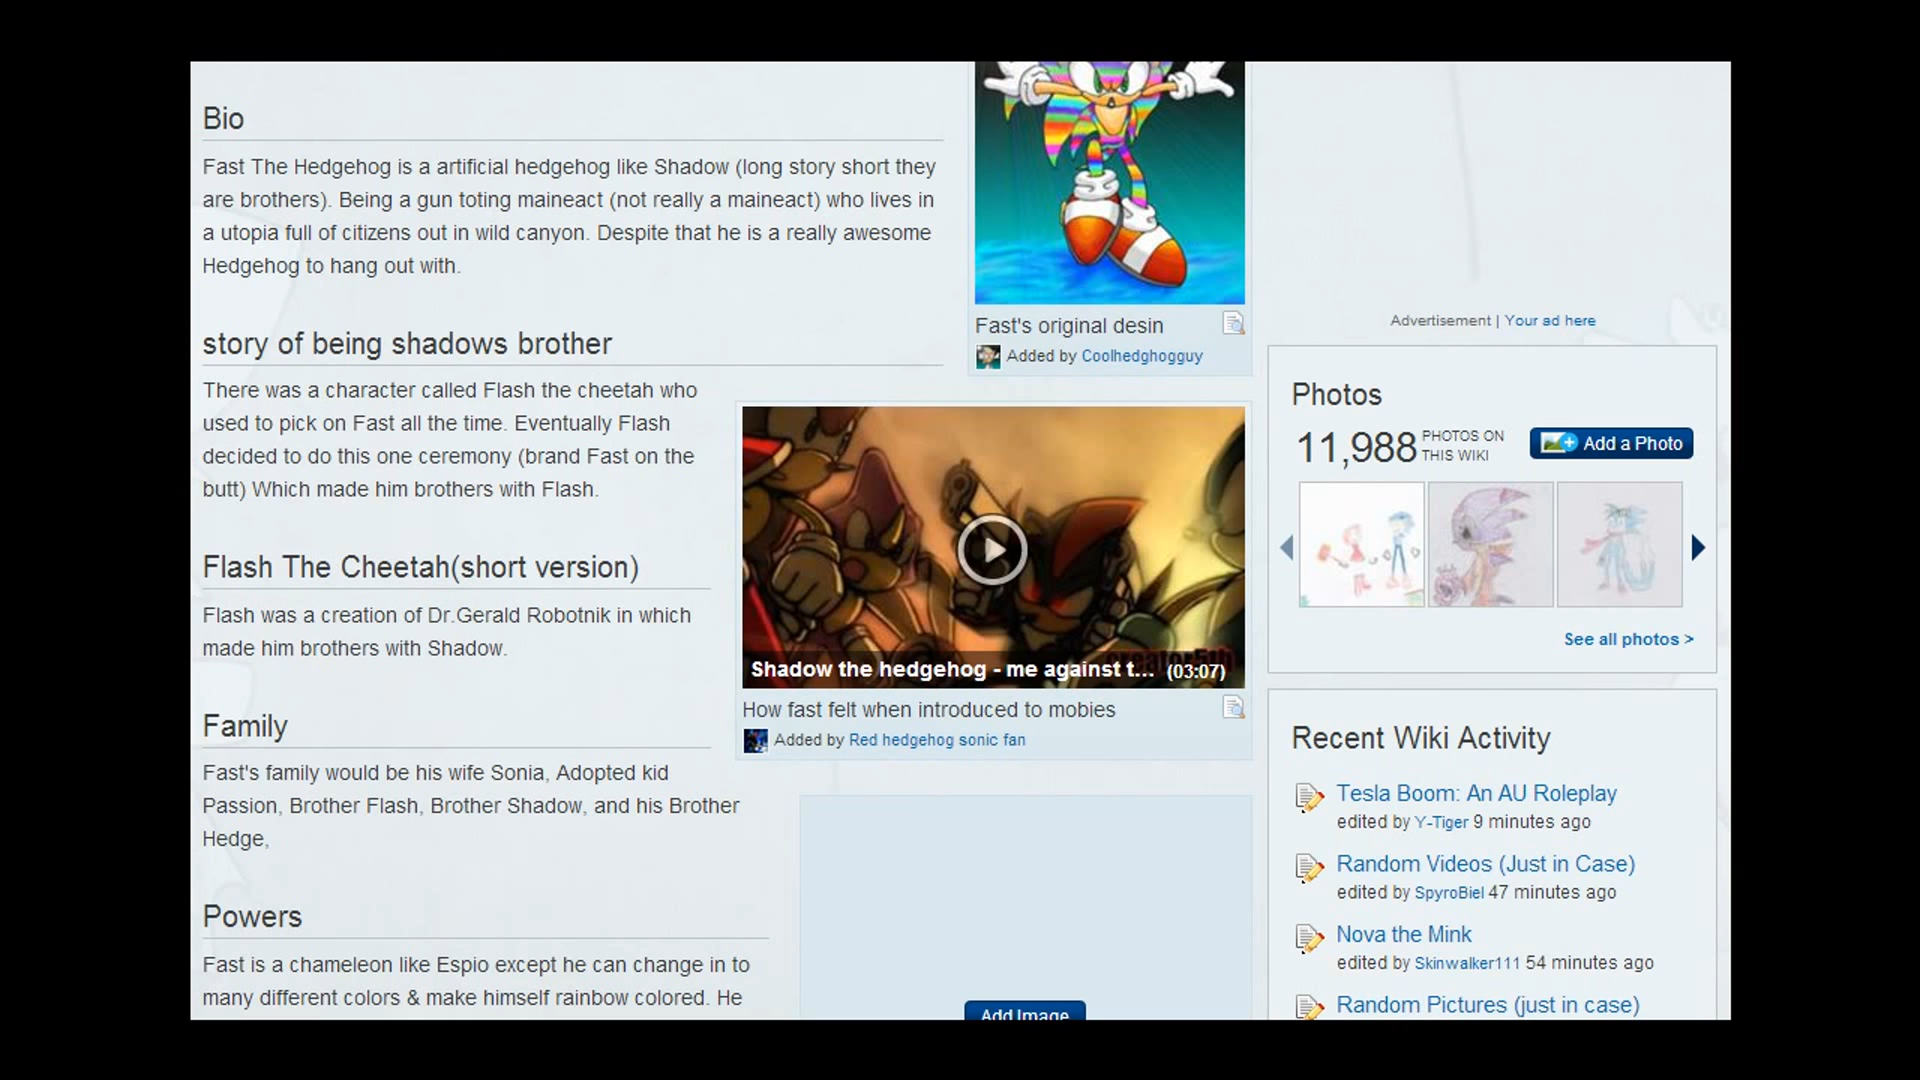 Bio
Fast The Hedgehog is a artificial hedgehog like Shadow (long story short they
are brothers). Being a gun toting maineact (not really a maineact) who lives in
a utopia full of citizens out in wild canyon. Despite that he is a really awesome
Hedgehog to hang out with.
story of being shadows brother
There was a character called Flash the cheetah who
used to pick on Fast all the time. Eventually Flash
decided to do this one ceremony (brand Fast on the
butt) Which made him brothers with Flash.
Flash The Cheetah(short version)
Flash was a creation of Dr.Gerald Robotnik in which
made him brothers with Shadow.
Family
Fast's family would be his wife Sonia, Adopted kid
Passion, Brother Flash, Brother Shadow, and his Brother
Hedge,
Powers
Fast is a chameleon like Espio except he can change in to
many different colors & make himself rainbow colored. He
Fast's original desin
Added by Coolhedghogguy
Shadow the hedgehog - me against t... (03:07)
How fast felt when introduced to mobies
Added by Red hedgehog sonic fan
Add Image
Advertisement | Your ad here
Photos
11,988 PHOTOS ON
THIS WIKI
Add a Photo
See all photos >
Recent Wiki Activity
Tesla Boom: An AU Roleplay
edited by Y-Tiger 9 minutes ago
Random Videos (Just in Case)
edited by SpyroBiel 47 minutes ago
Nova the Mink
edited by Skinwalker111 54 minutes ago
Random Pictures (just in case)